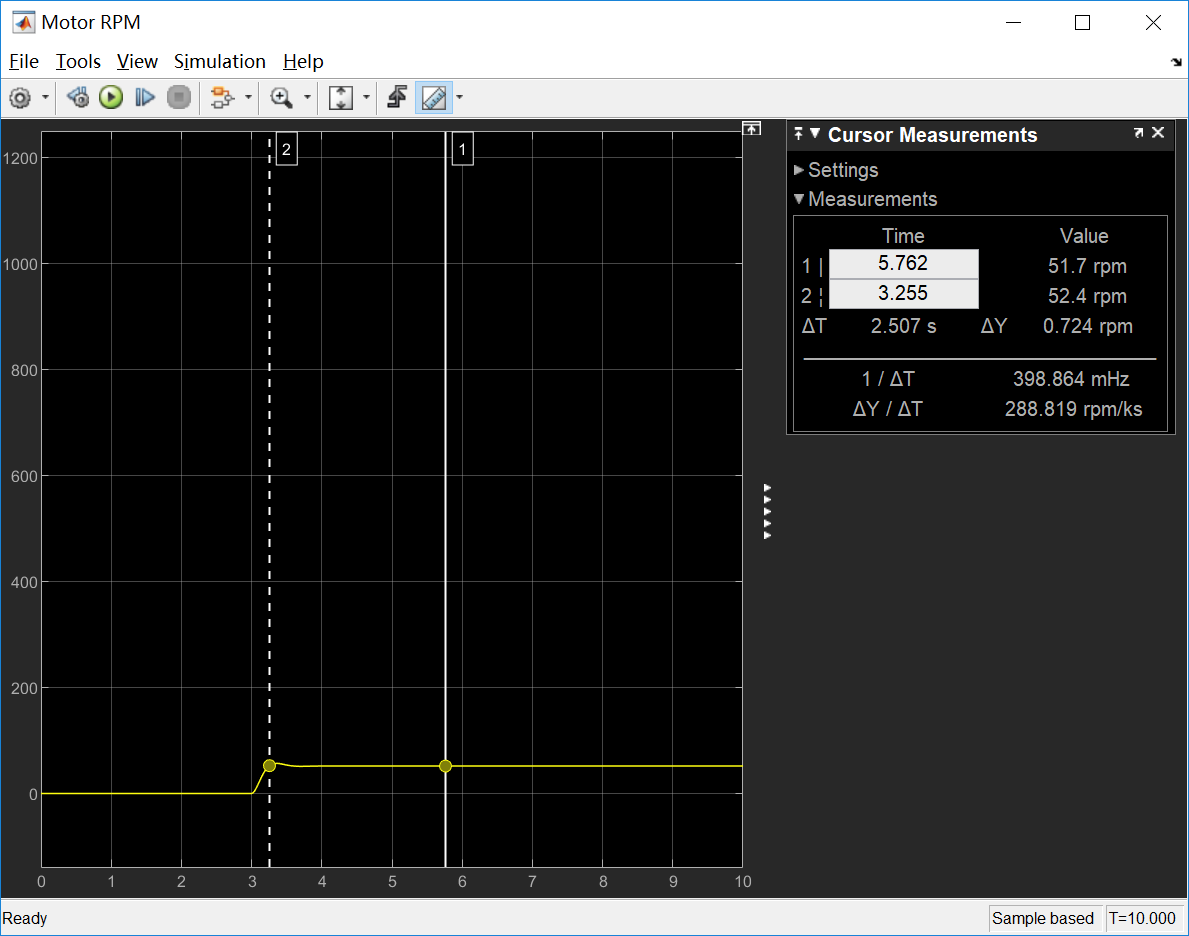 Motor RPM
File Tools View Simulation Help
2
1
1200
1000
800
600
400
200
0
0 1 2 3 4 5 6 7 8 9 10
Cursor Measurements
Settings
Measurements
Time Value
1 | 5.762 51.7 rpm
2 ¦ 3.255 52.4 rpm
ΔT 2.507 s ΔY 0.724 rpm
1 / ΔT 398.864 mHz
ΔY / ΔT 288.819 rpm/ks
Ready Sample based T=10.000